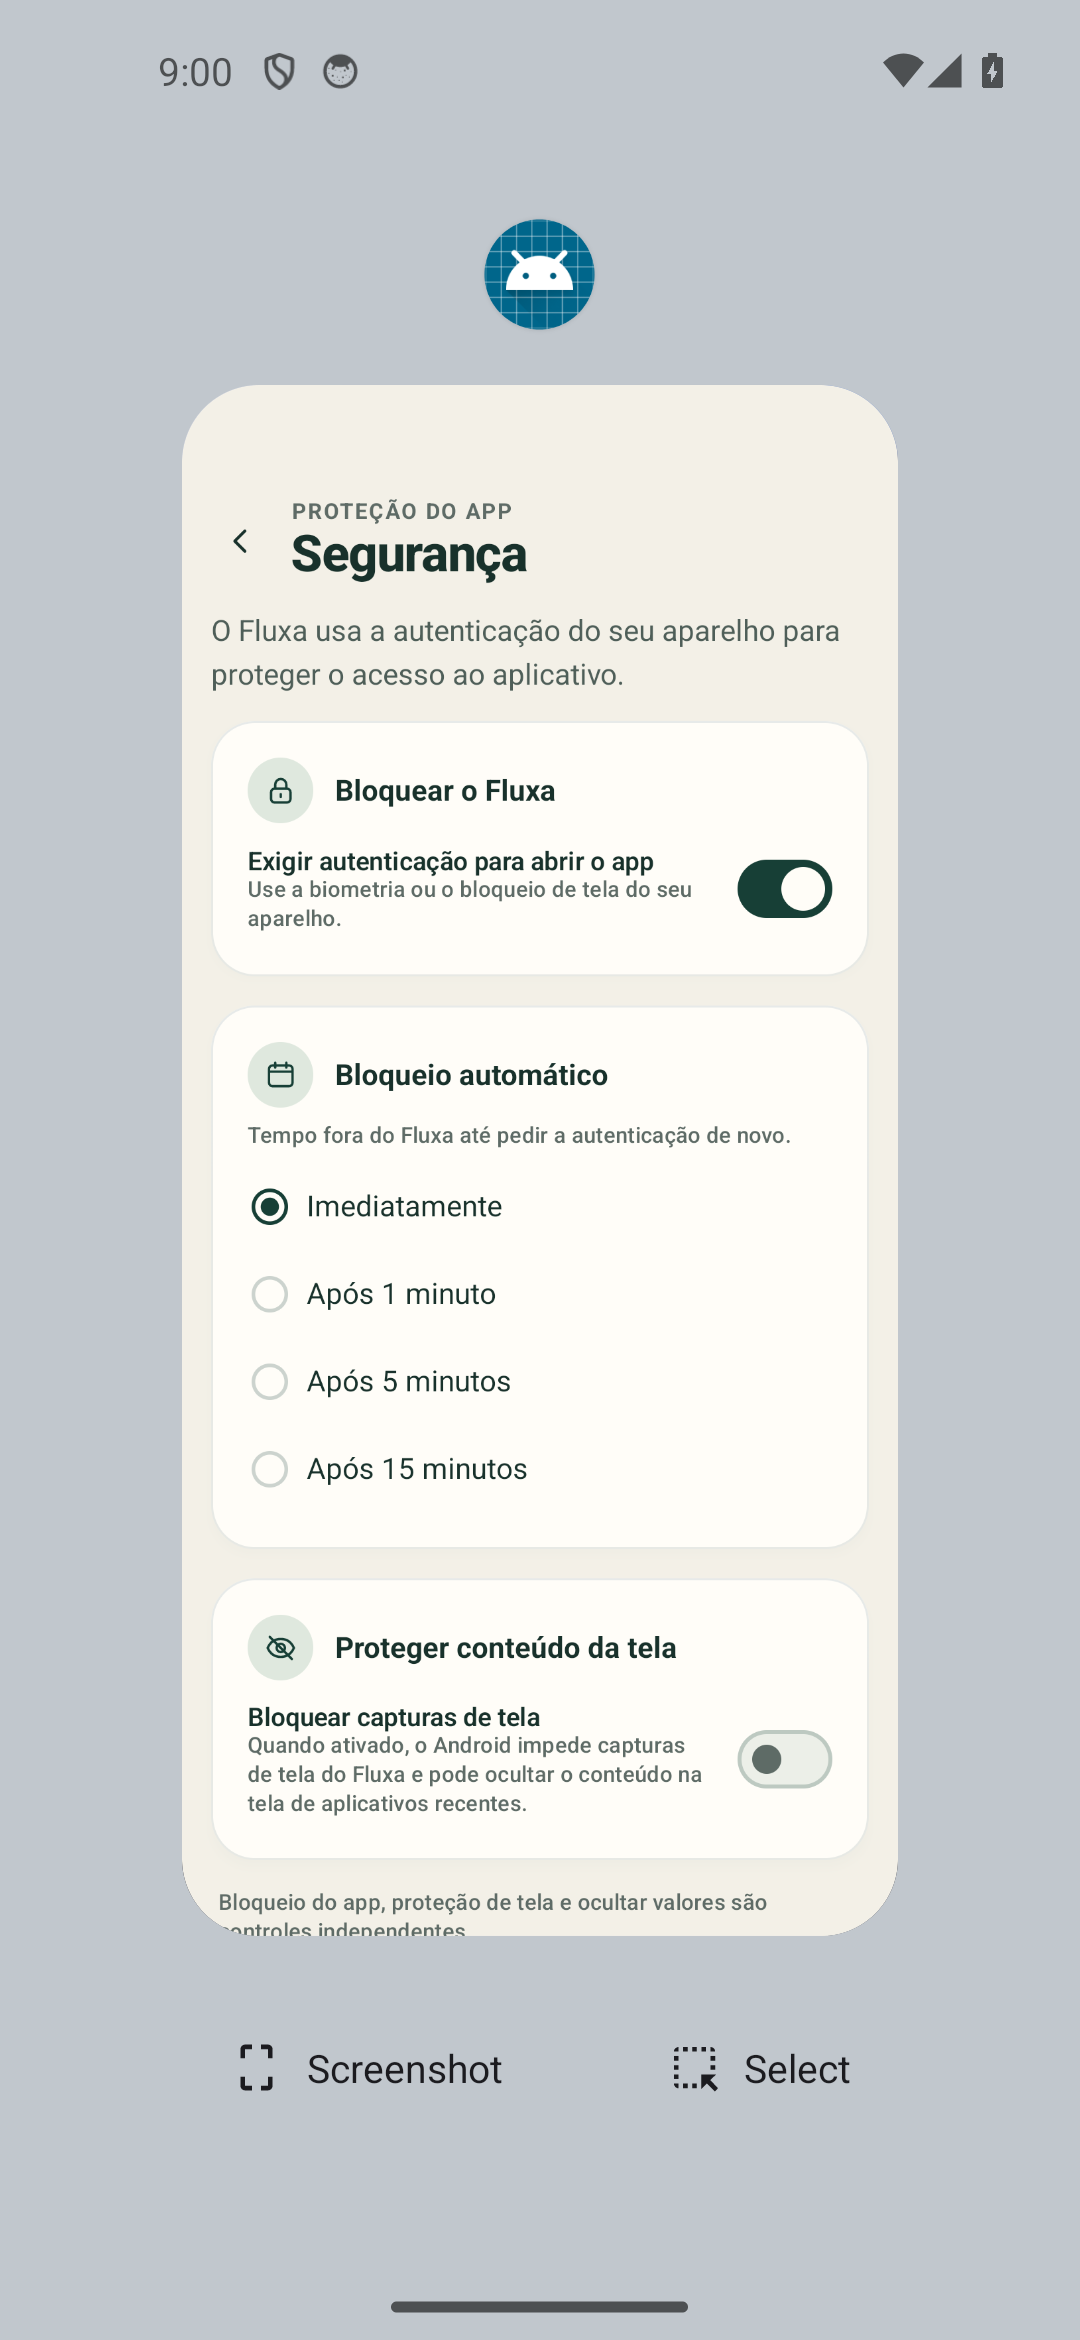 9:00
PROTEÇÃO DO APP
Segurança
O Fluxa usa a autenticação do seu aparelho para
proteger o acesso ao aplicativo.
Bloquear o Fluxa
Exigir autenticação para abrir o app
Use a biometria ou o bloqueio de tela do seu
aparelho.
Bloqueio automático
Tempo fora do Fluxa até pedir a autenticação de novo.
Imediatamente
Após 1 minuto
Após 5 minutos
Após 15 minutos
Proteger conteúdo da tela
Bloquear capturas de tela
Quando ativado, o Android impede capturas
de tela do Fluxa e pode ocultar o conteúdo na
tela de aplicativos recentes.
Bloqueio do app, proteção de tela e ocultar valores são
controles independentes
Screenshot
Select